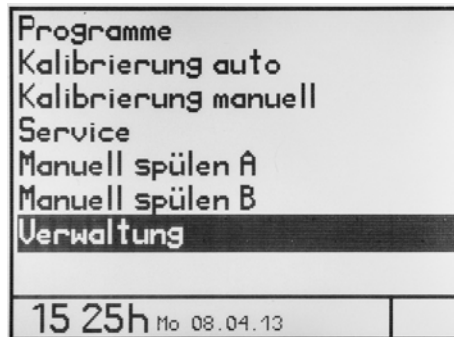 Programme
Kalibrierung auto
Kalibrierung manuell
Service
Manuell spülen A
Manuell spülen B
Verwaltung
15 25h Mo 08.04.13